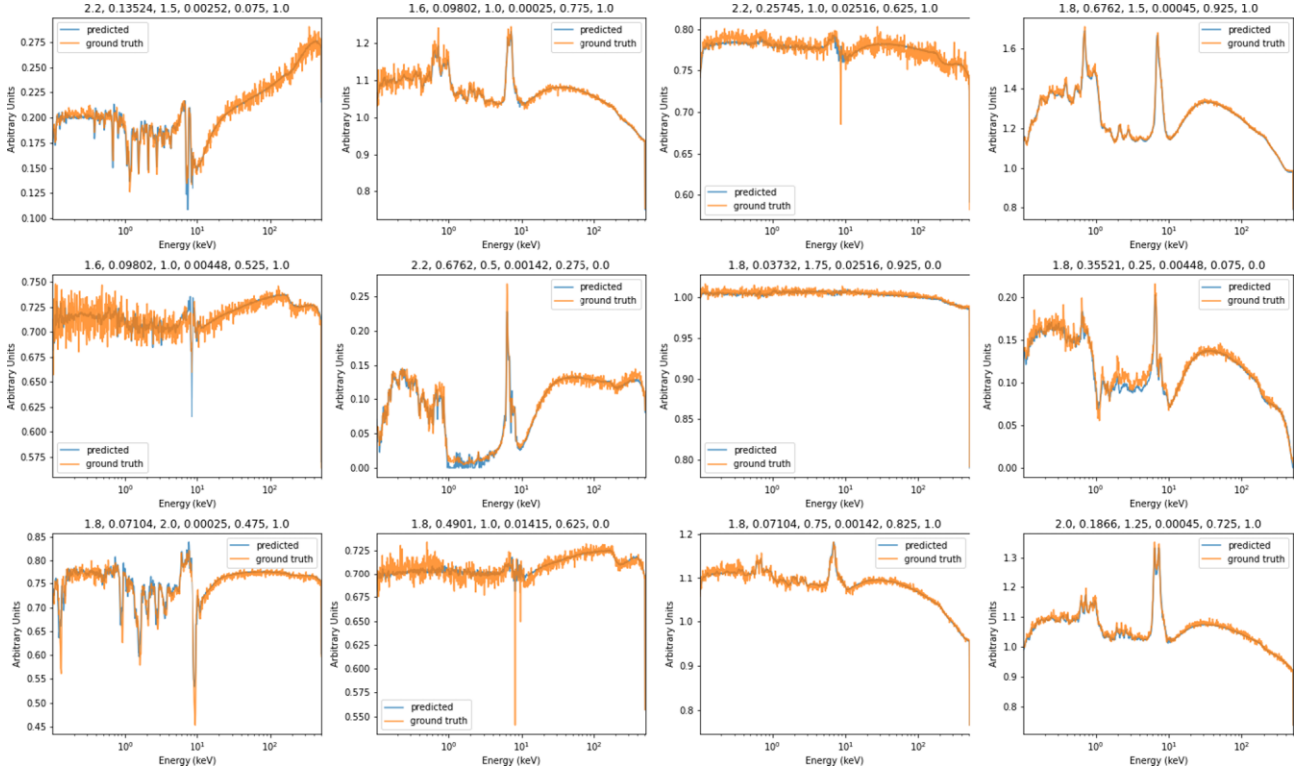 2.2, 0.13524, 1.5, 0.00252, 0.075, 1.0
predicted
ground truth
0.275
0.250
0.225
0.200
0.175
0.150
0.125
0.100
Arbitrary Units
10⁰
10¹
10²
Energy (keV)
1.6, 0.09802, 1.0, 0.00025, 0.775, 1.0
predicted
ground truth
1.2
1.1
1.0
0.9
0.8
Arbitrary Units
10⁰
10¹
10²
Energy (keV)
2.2, 0.25745, 1.0, 0.02516, 0.625, 1.0
0.80
0.75
0.70
0.65
0.60
Arbitrary Units
predicted
ground truth
10⁰
10¹
10²
Energy (keV)
1.8, 0.6762, 1.5, 0.00045, 0.925, 1.0
predicted
ground truth
1.6
1.4
1.2
1.0
0.8
Arbitrary Units
10⁰
10¹
10²
Energy (keV)
1.6, 0.09802, 1.0, 0.00448, 0.525, 1.0
0.750
0.725
0.700
0.675
0.650
0.625
0.600
0.575
Arbitrary Units
predicted
ground truth
10⁰
10¹
10²
Energy (keV)
2.2, 0.6762, 0.5, 0.00142, 0.275, 0.0
predicted
ground truth
0.25
0.20
0.15
0.10
0.05
0.00
Arbitrary Units
10⁰
10¹
10²
Energy (keV)
1.8, 0.03732, 1.75, 0.02516, 0.925, 0.0
1.00
0.95
0.90
0.85
0.80
Arbitrary Units
predicted
ground truth
10⁰
10¹
10²
Energy (keV)
1.8, 0.35521, 0.25, 0.00448, 0.075, 0.0
predicted
ground truth
0.20
0.15
0.10
0.05
0.00
Arbitrary Units
10⁰
10¹
10²
Energy (keV)
1.8, 0.07104, 2.0, 0.00025, 0.475, 1.0
predicted
ground truth
0.85
0.80
0.75
0.70
0.65
0.60
0.55
0.50
0.45
Arbitrary Units
10⁰
10¹
10²
Energy (keV)
1.8, 0.4901, 1.0, 0.01415, 0.625, 0.0
0.725
0.700
0.675
0.650
0.625
0.600
0.575
0.550
Arbitrary Units
predicted
ground truth
10⁰
10¹
10²
Energy (keV)
1.8, 0.07104, 0.75, 0.00142, 0.825, 1.0
predicted
ground truth
1.2
1.1
1.0
0.9
0.8
Arbitrary Units
10⁰
10¹
10²
Energy (keV)
2.0, 0.1866, 1.25, 0.00045, 0.725, 1.0
predicted
ground truth
1.3
1.2
1.1
1.0
0.9
0.8
Arbitrary Units
10⁰
10¹
10²
Energy (keV)